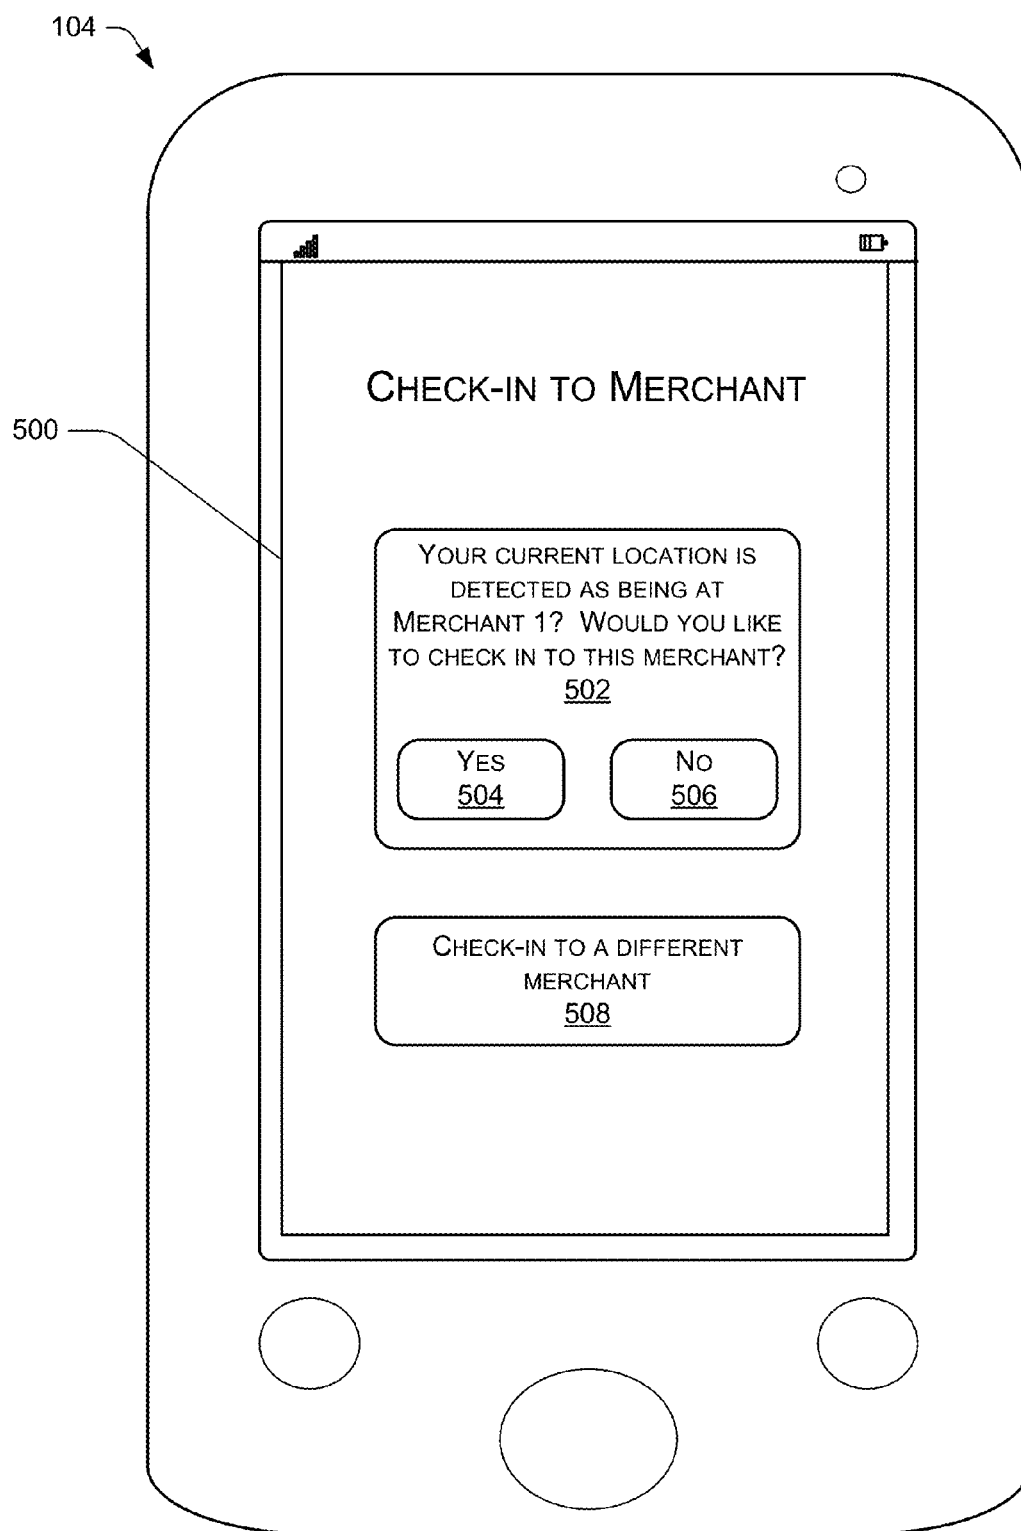 104
CHECK-IN TO MERCHANT
500
YOUR CURRENT LOCATION IS
DETECTED AS BEING AT
MERCHANT 1? WOULD YOU LIKE
TO CHECK IN TO THIS MERCHANT?
502
YES
504
NO
506
CHECK-IN TO A DIFFERENT
MERCHANT
508